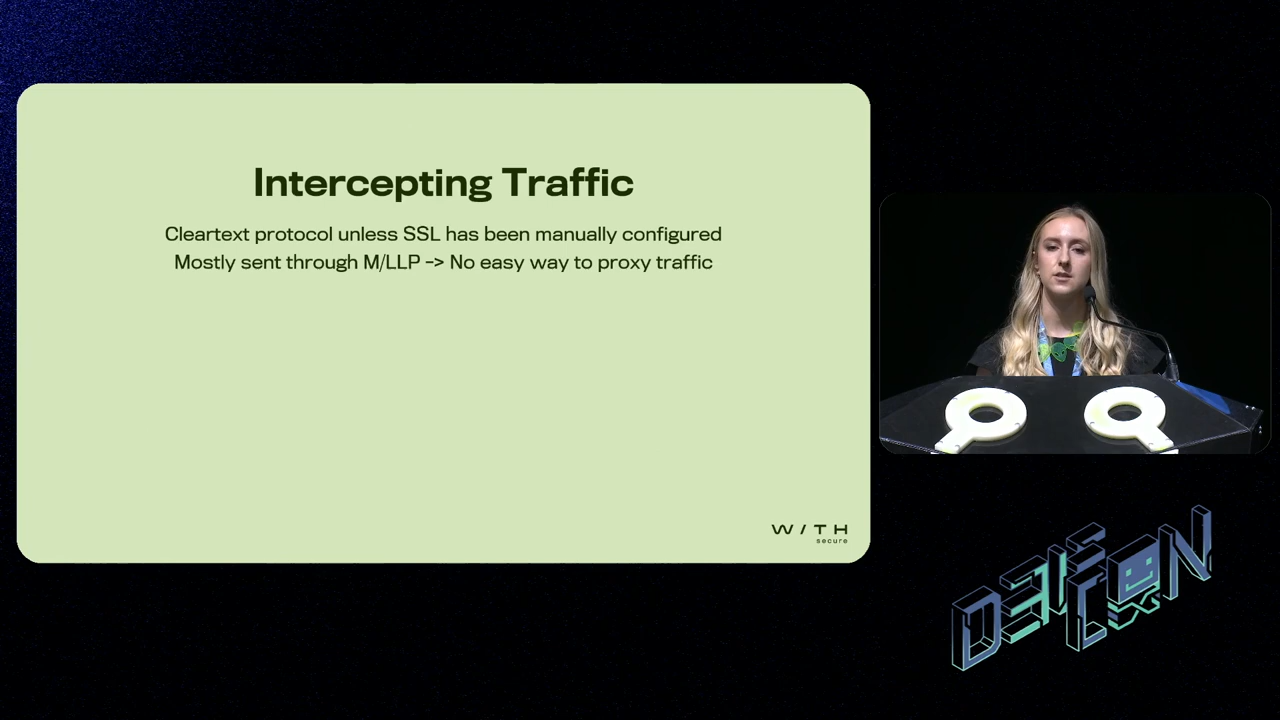 Intercepting Traffic
Cleartext protocol unless SSL has been manually configured
Mostly sent through M/LLP -> No easy way to proxy traffic
W / T H
secure
DEF
CON